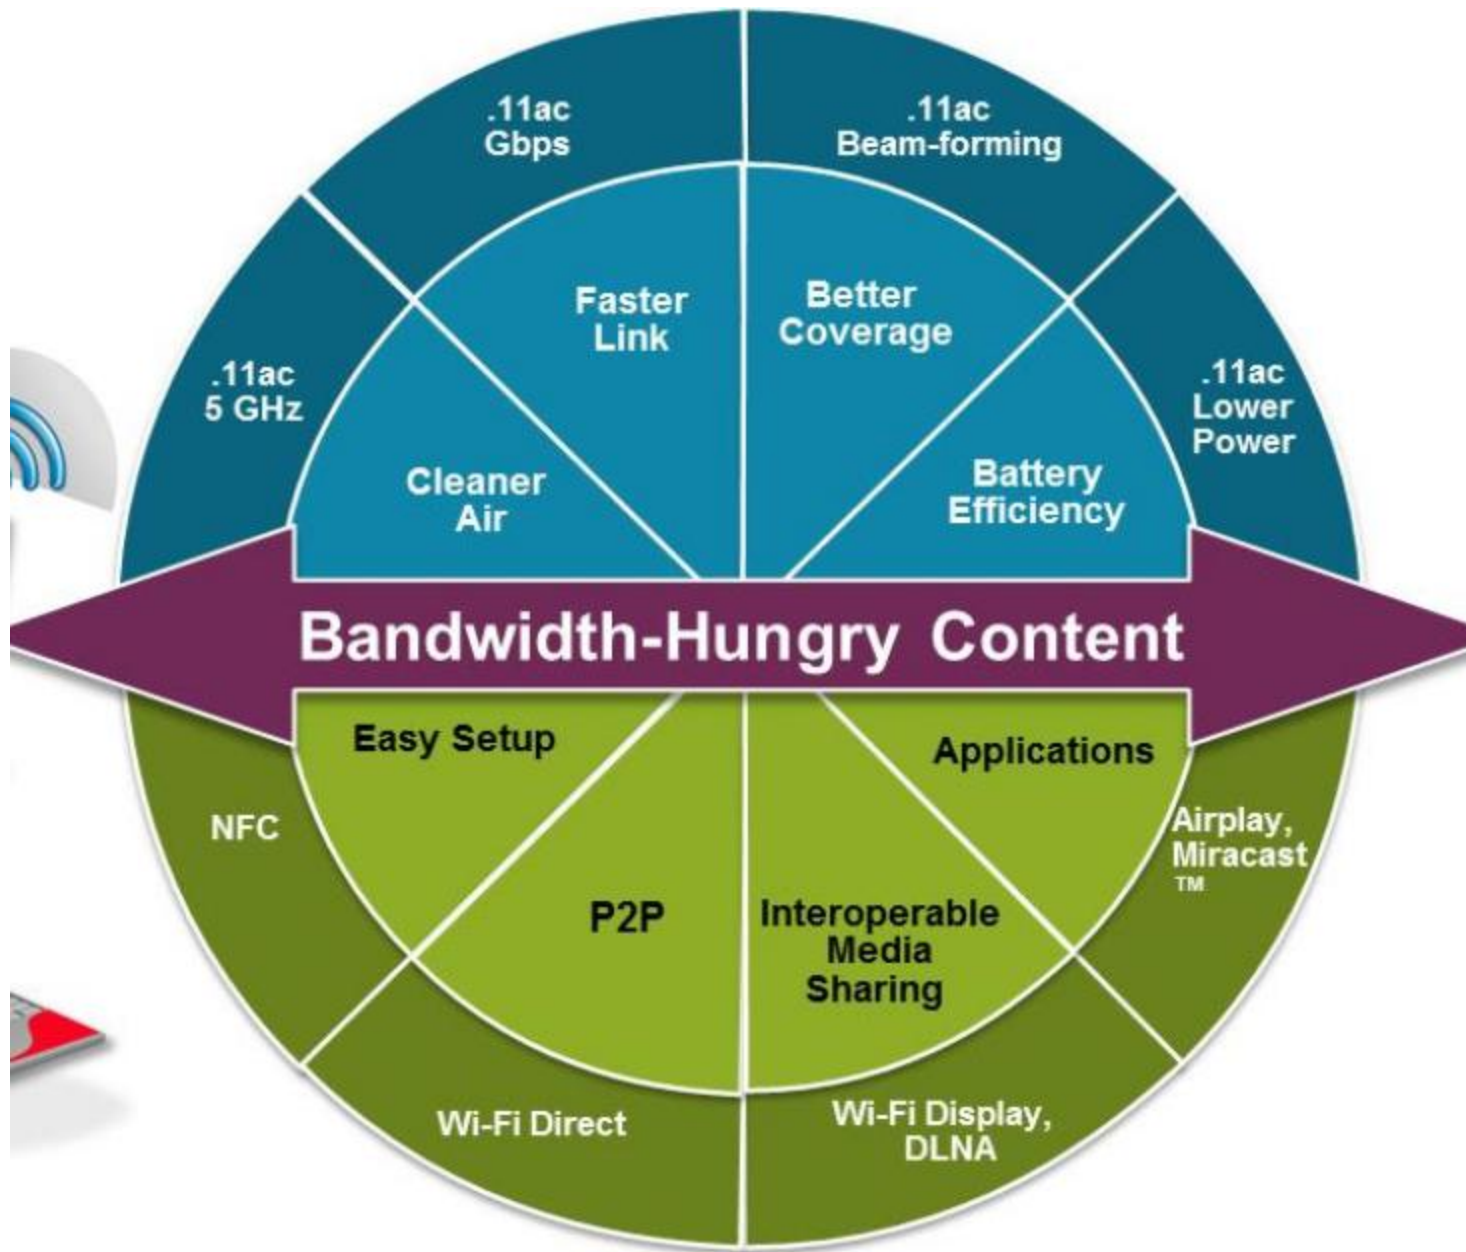 .11ac
Gbps
.11ac
Beam-forming
Faster
Link
Better
Coverage
.11ac
5 GHz
.11ac
Lower
Power
Cleaner
Air
Battery
Efficiency
Bandwidth-Hungry Content
Easy Setup
Applications
NFC
Airplay,
Miracast
TM
P2P
Interoperable
Media
Sharing
Wi-Fi Direct
Wi-Fi Display,
DLNA